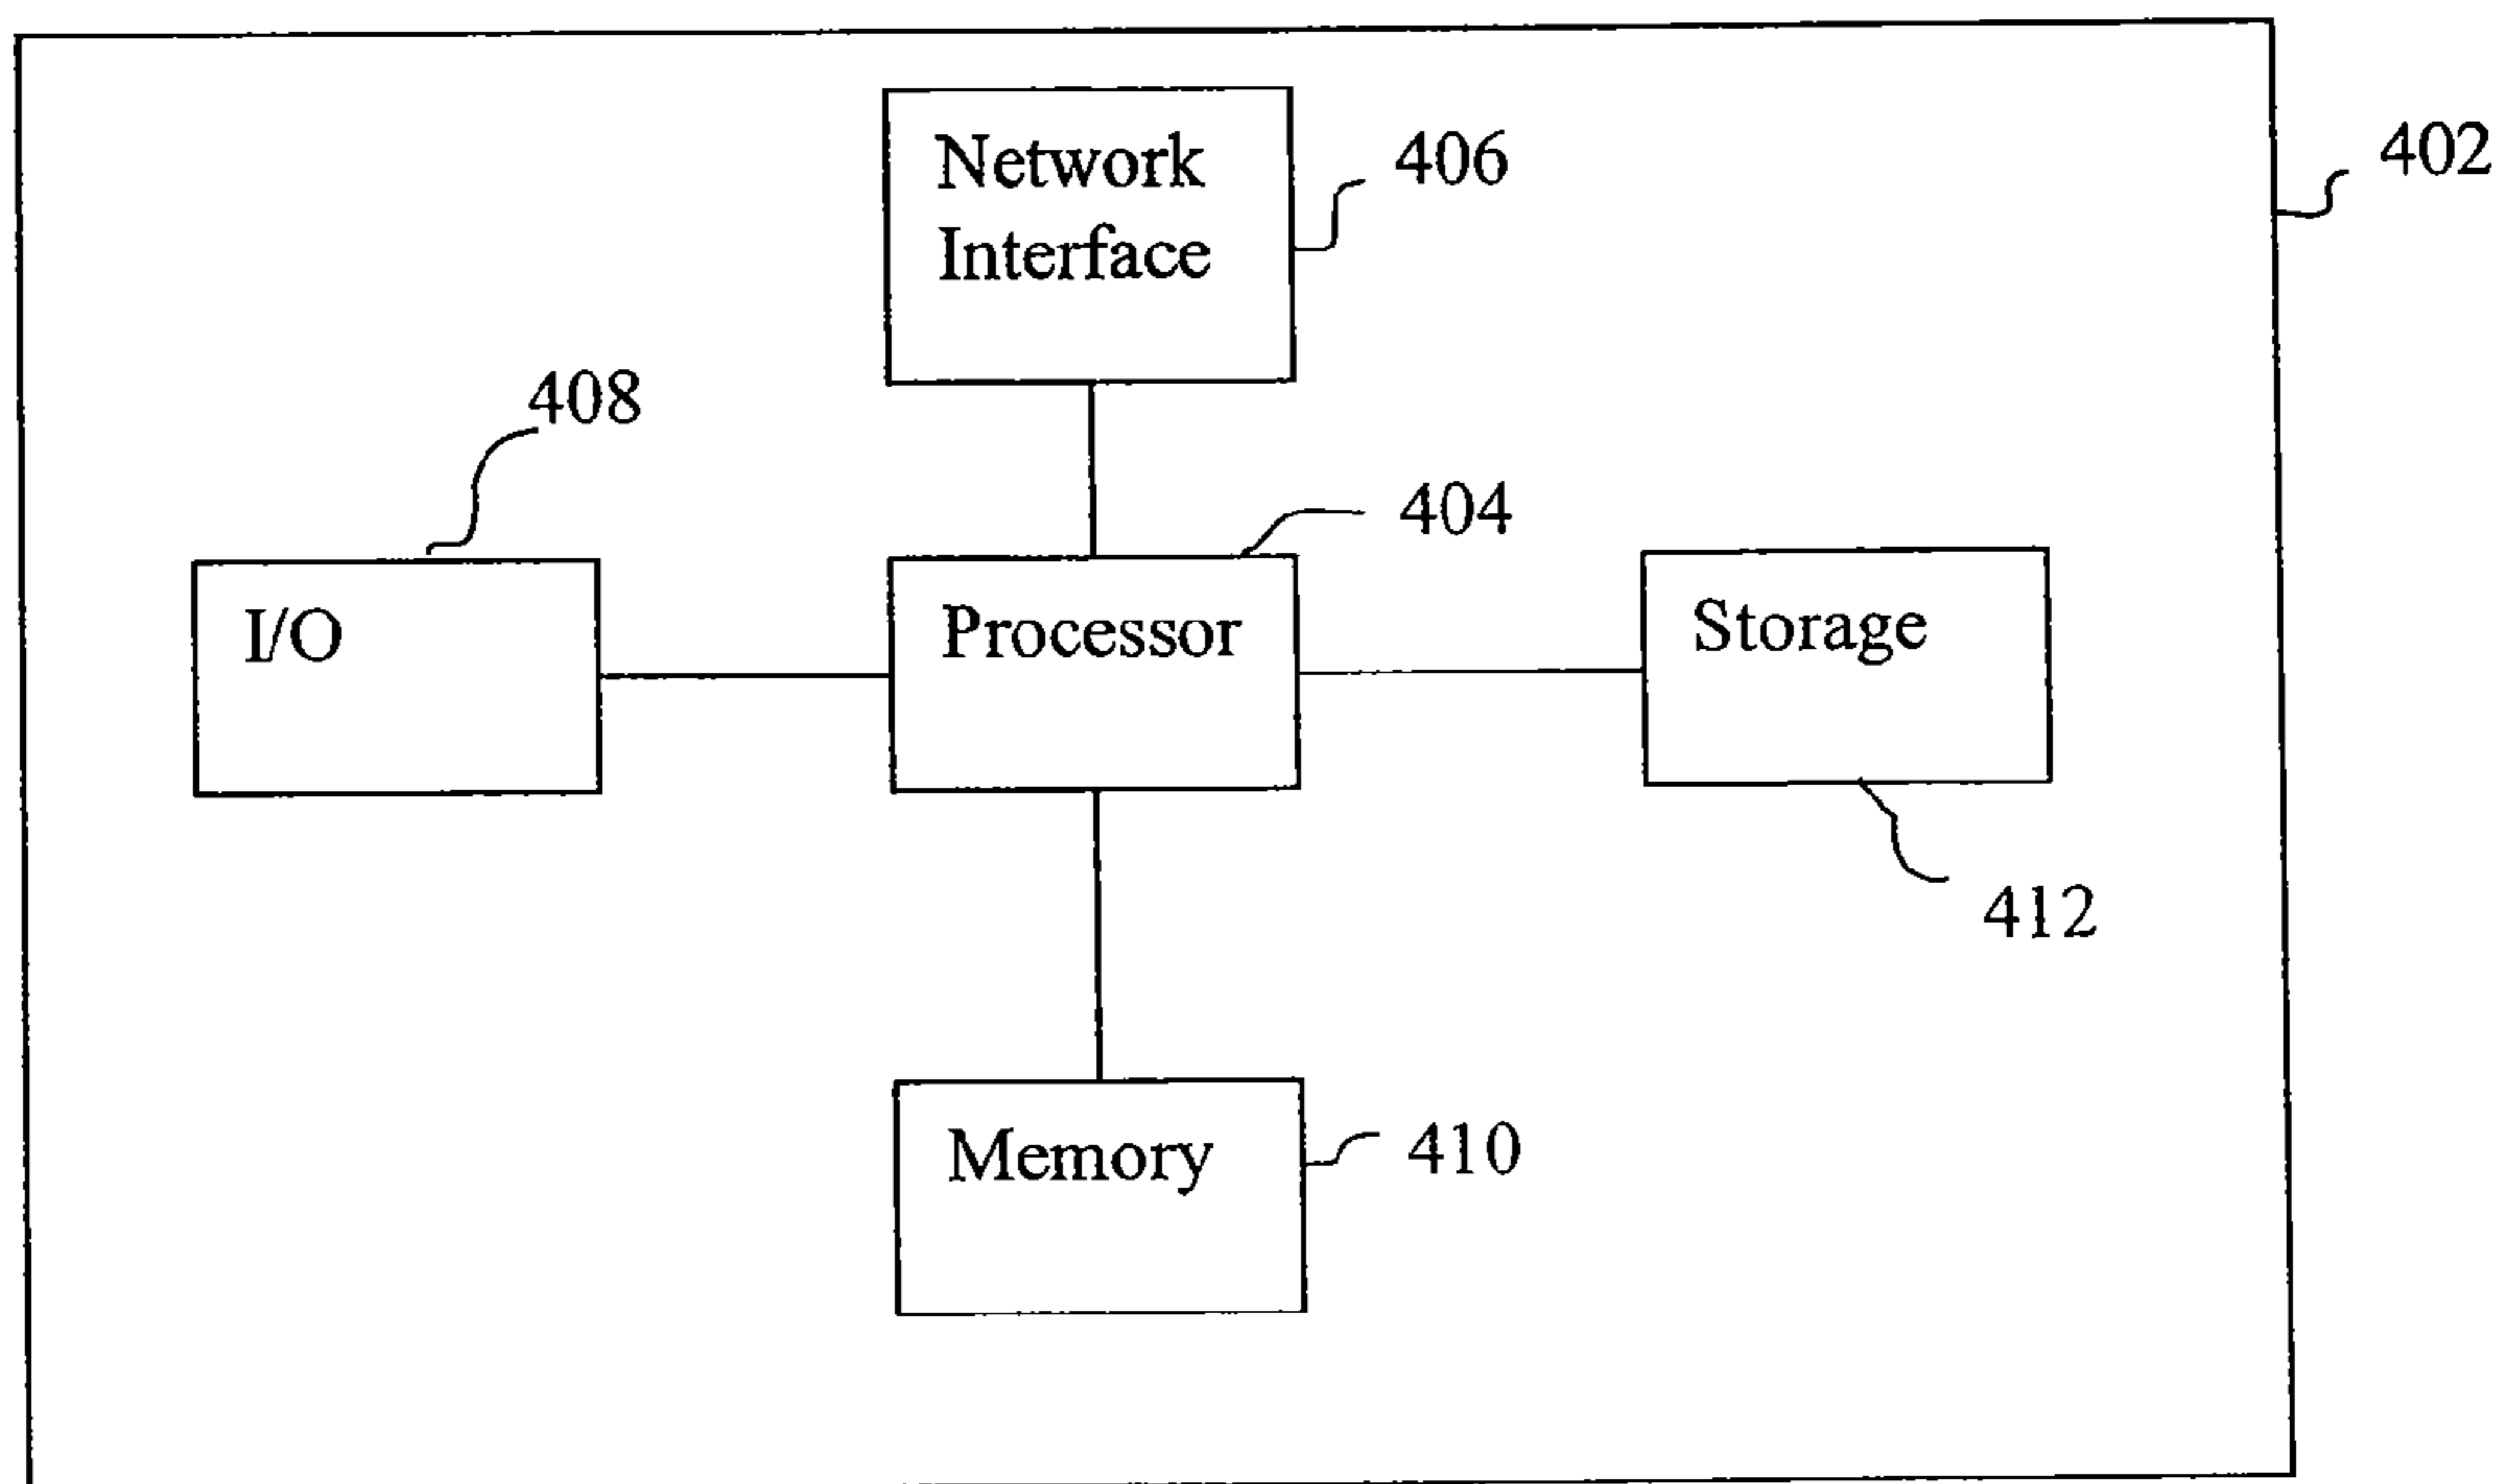 402
Network
Interface
406
408
404
I/O
Processor
Storage
412
Memory
410